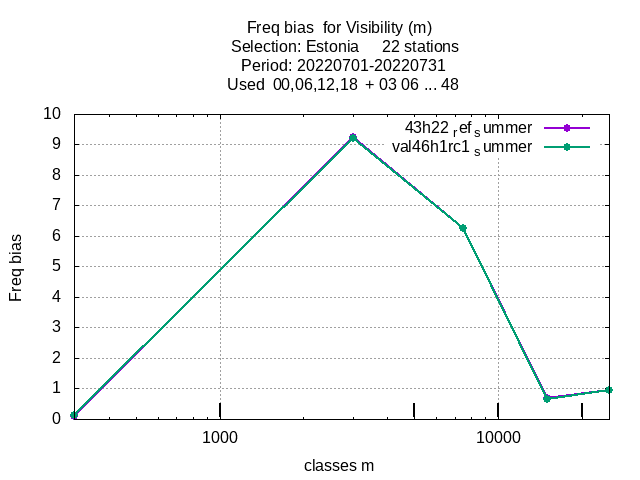 Freq bias  for Visibility (m)
Selection: Estonia     22 stations
Period: 20220701-20220731
Used  00,06,12,18  + 03 06 ... 48
43h22 ref summer
val46h1rc1 summer
10
9
8
7
6
5
4
3
2
1
0
Freq bias
1000
10000
classes m